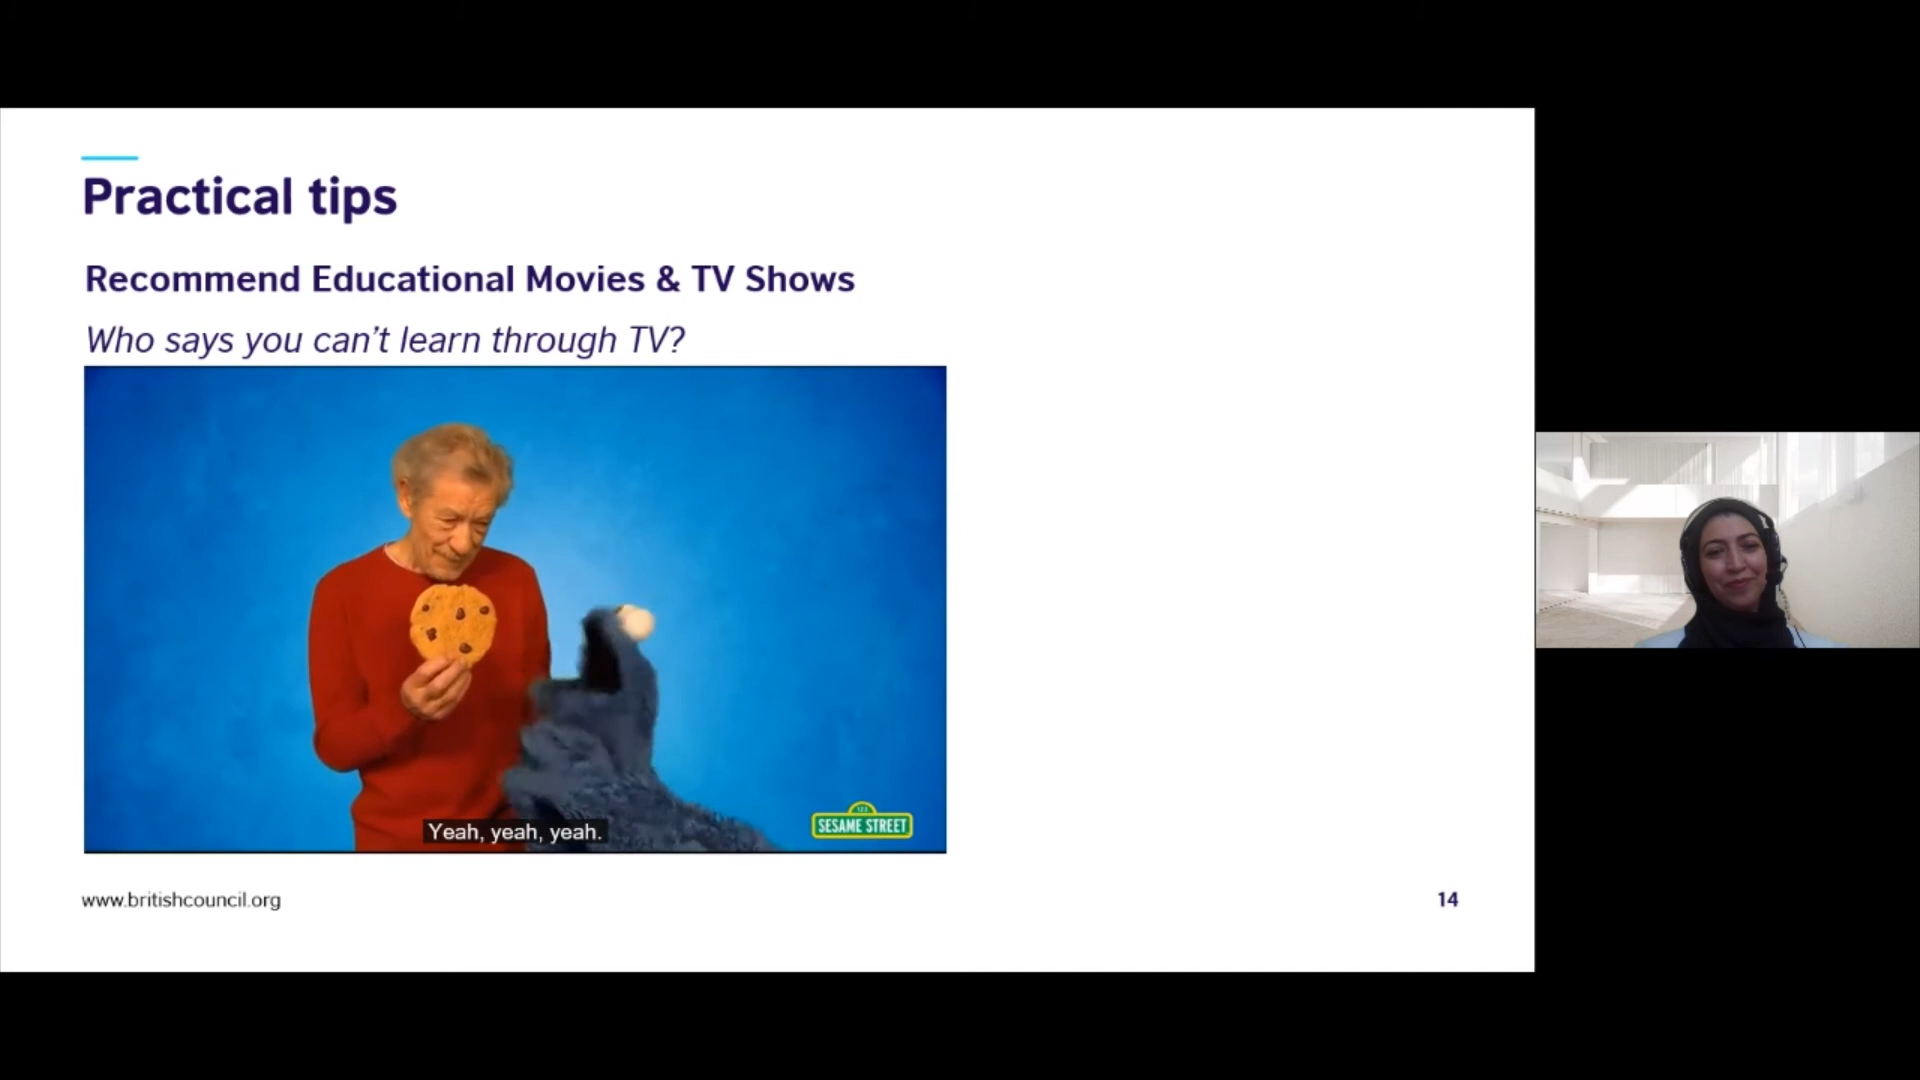 Practical tips
Recommend Educational Movies & TV Shows
Who says you can't learn through TV?
Yeah, yeah, yeah.
123
SESAME STREET
www.britishcouncil.org
14